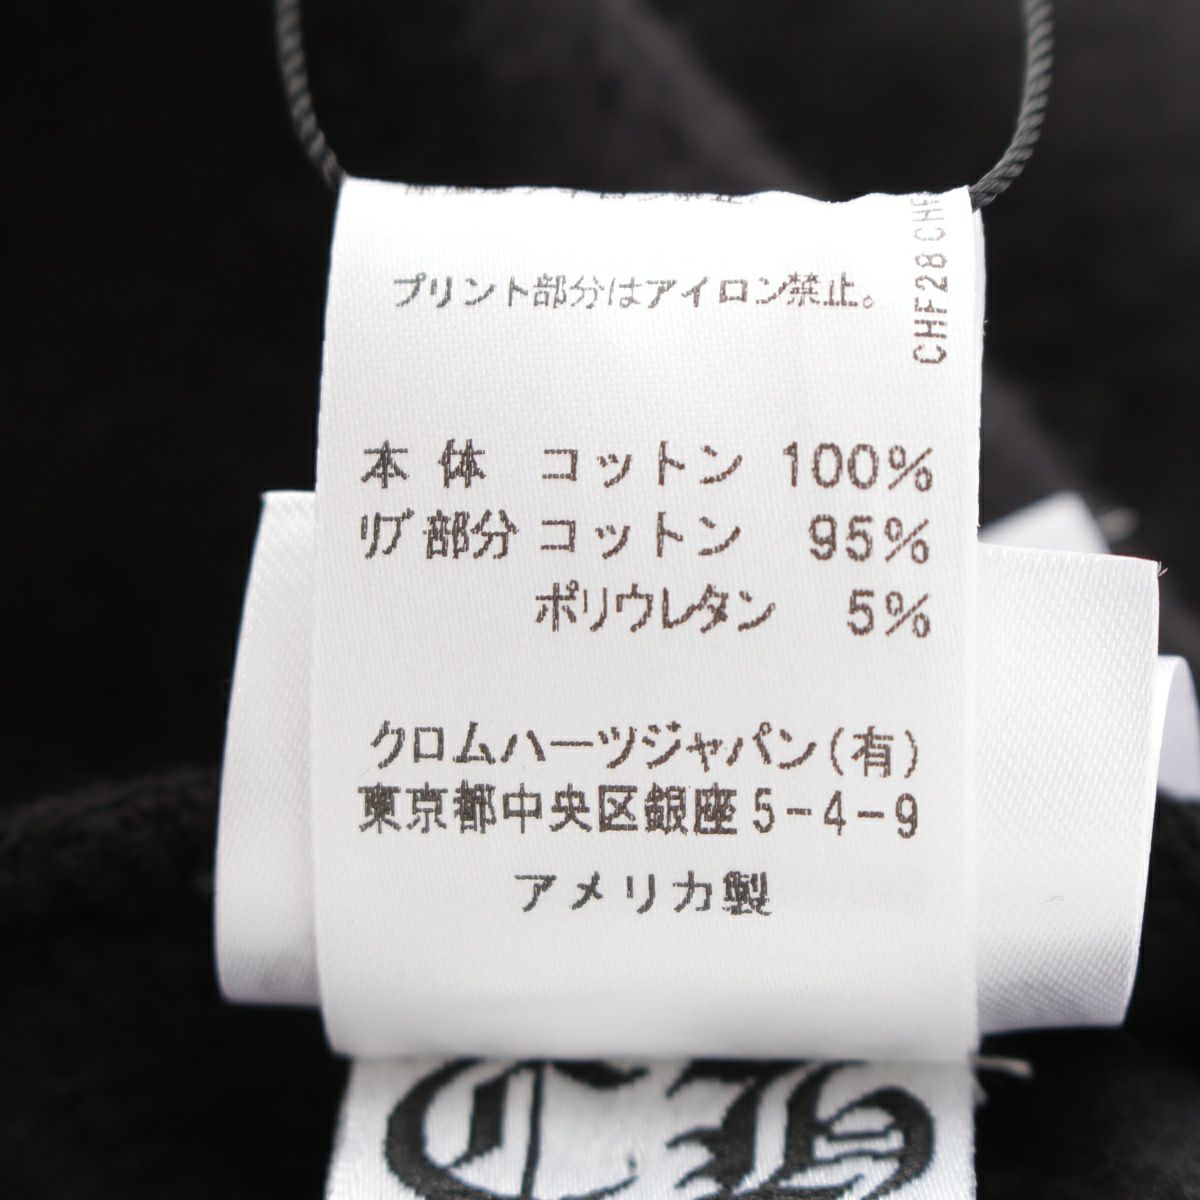 プリント部分はアイロン禁止。
CHF28CHF
本体 コットン 100%
リブ部分 コットン 95%
ポリウレタン 5%
クロムハーツジャパン(有)
東京都中央区銀座5-4-9
アメリカ製
CH